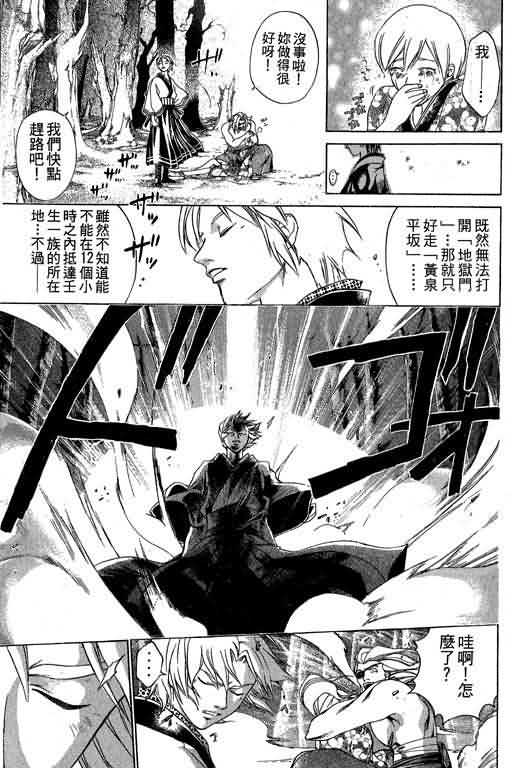 我
……
沒事啦！
妳做得很
好呀！
我們快點
趕路吧！
既然無法打
開「地獄門
」…那就只
好走「黃泉
平坂」……
雖然不知道能
不能在12個小
時之內抵達壬
生一族的所在
地…不過——
ゴオ
ドド
哇啊！怎
麼了？
…